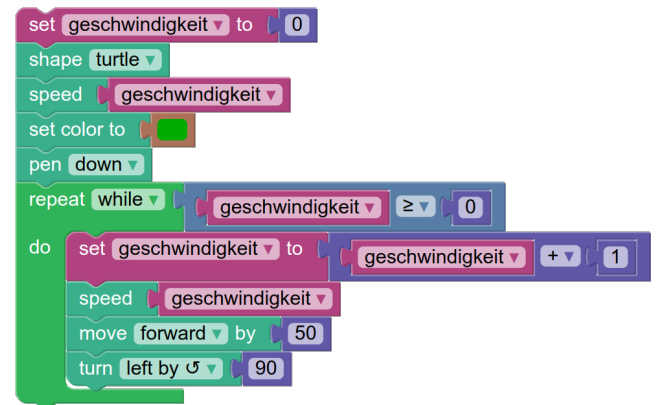 set geschwindigkeit ▾ to 0
shape turtle ▾
speed geschwindigkeit ▾
set color to
pen down ▾
repeat while ▾ geschwindigkeit ▾ ≥ ▾ 0
do set geschwindigkeit ▾ to geschwindigkeit ▾ + ▾ 1
speed geschwindigkeit ▾
move forward ▾ by 50
turn left by ↺ ▾ 90